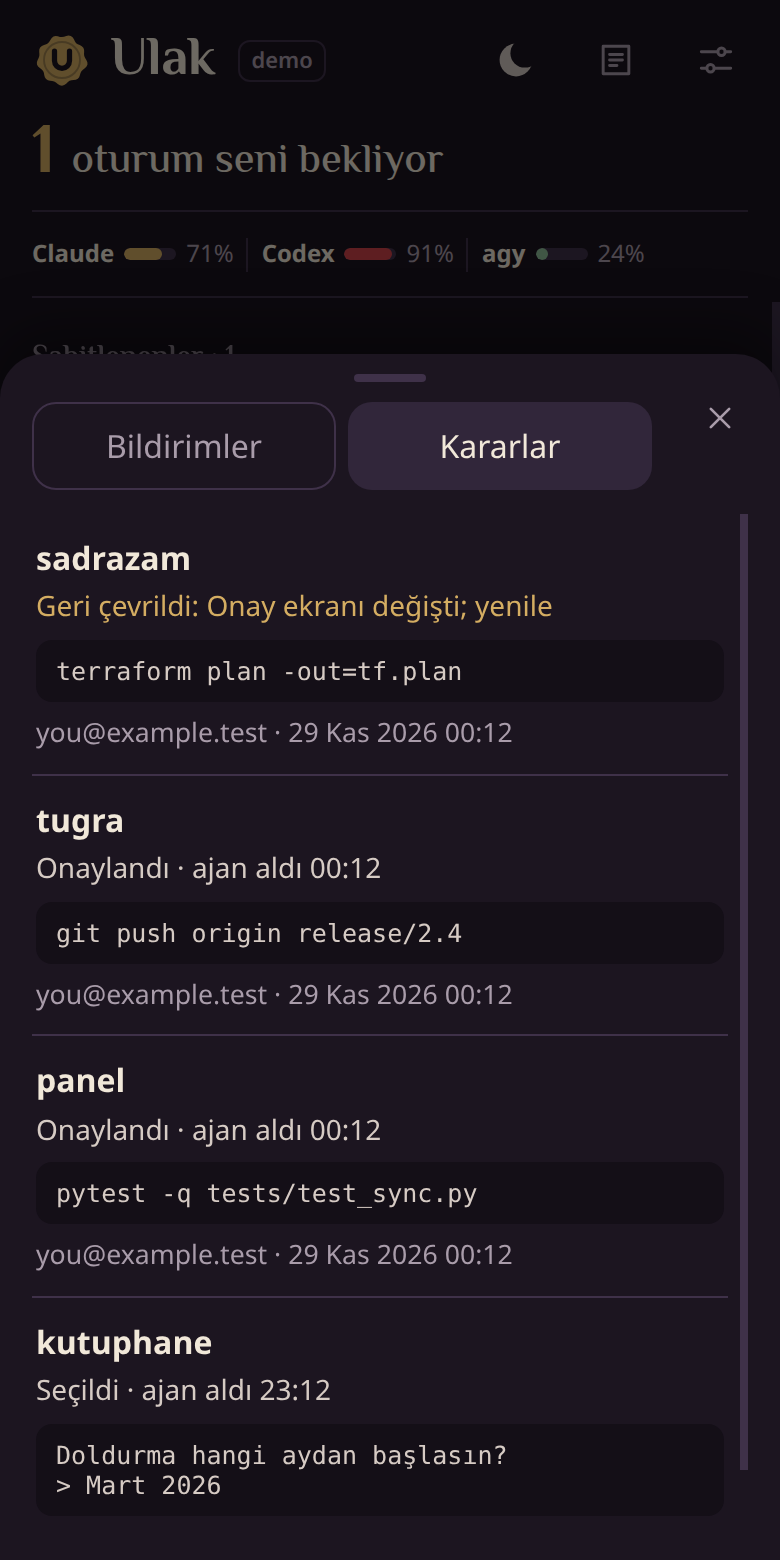 Ulak demo
1 oturum seni bekliyor
Claude 71% Codex 91% agy 24%
Sabitlenenler · 1
Bildirimler Kararlar
sadrazam
Geri çevrildi: Onay ekranı değişti; yenile
terraform plan -out=tf.plan
you@example.test · 29 Kas 2026 00:12
tugra
Onaylandı · ajan aldı 00:12
git push origin release/2.4
you@example.test · 29 Kas 2026 00:12
panel
Onaylandı · ajan aldı 00:12
pytest -q tests/test_sync.py
you@example.test · 29 Kas 2026 00:12
kutuphane
Seçildi · ajan aldı 23:12
Doldurma hangi aydan başlasın?
> Mart 2026